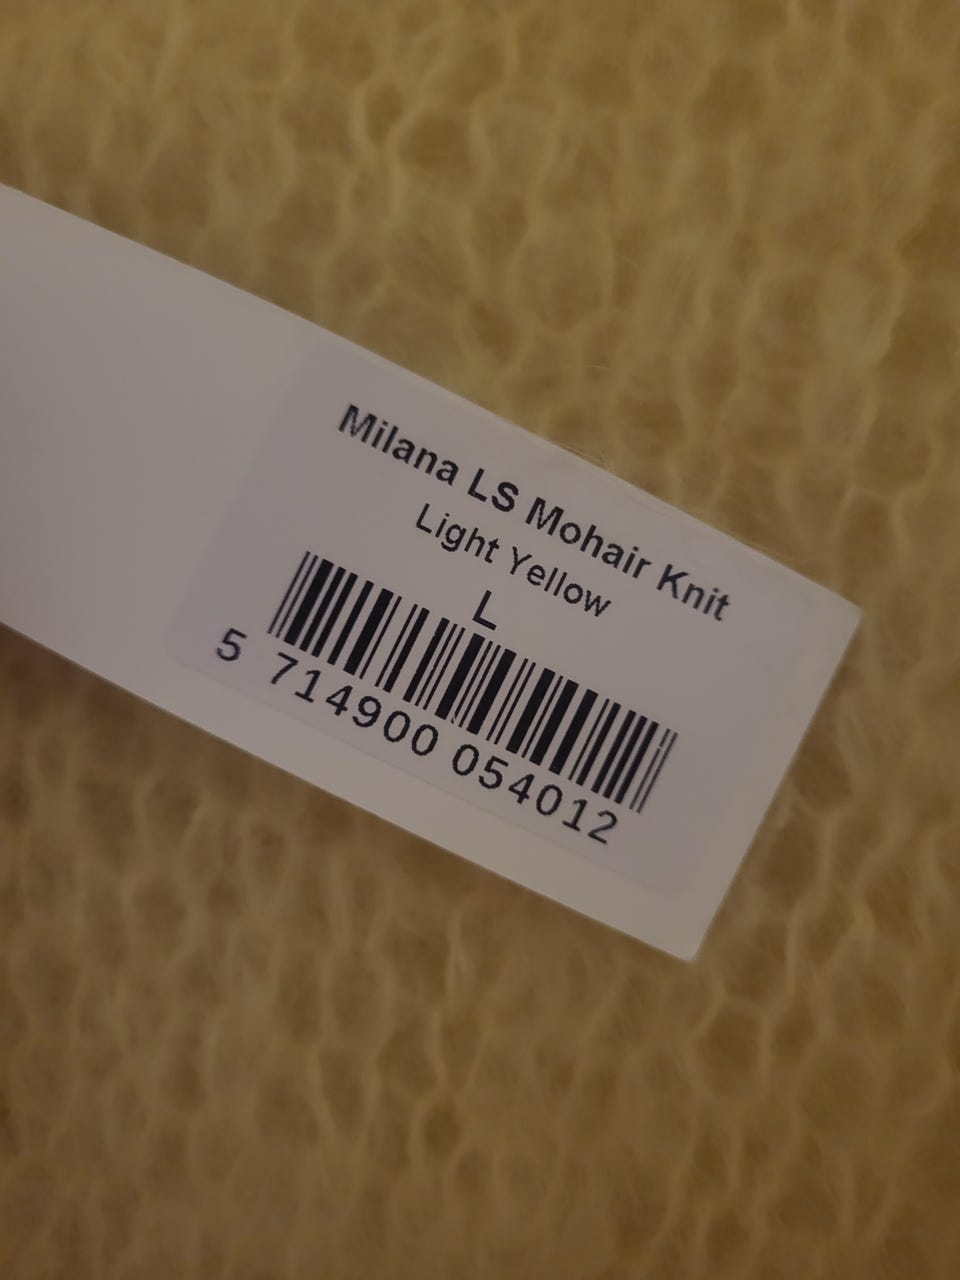 Milana LS Mohair Knit
Light Yellow
L
5 714900 054012